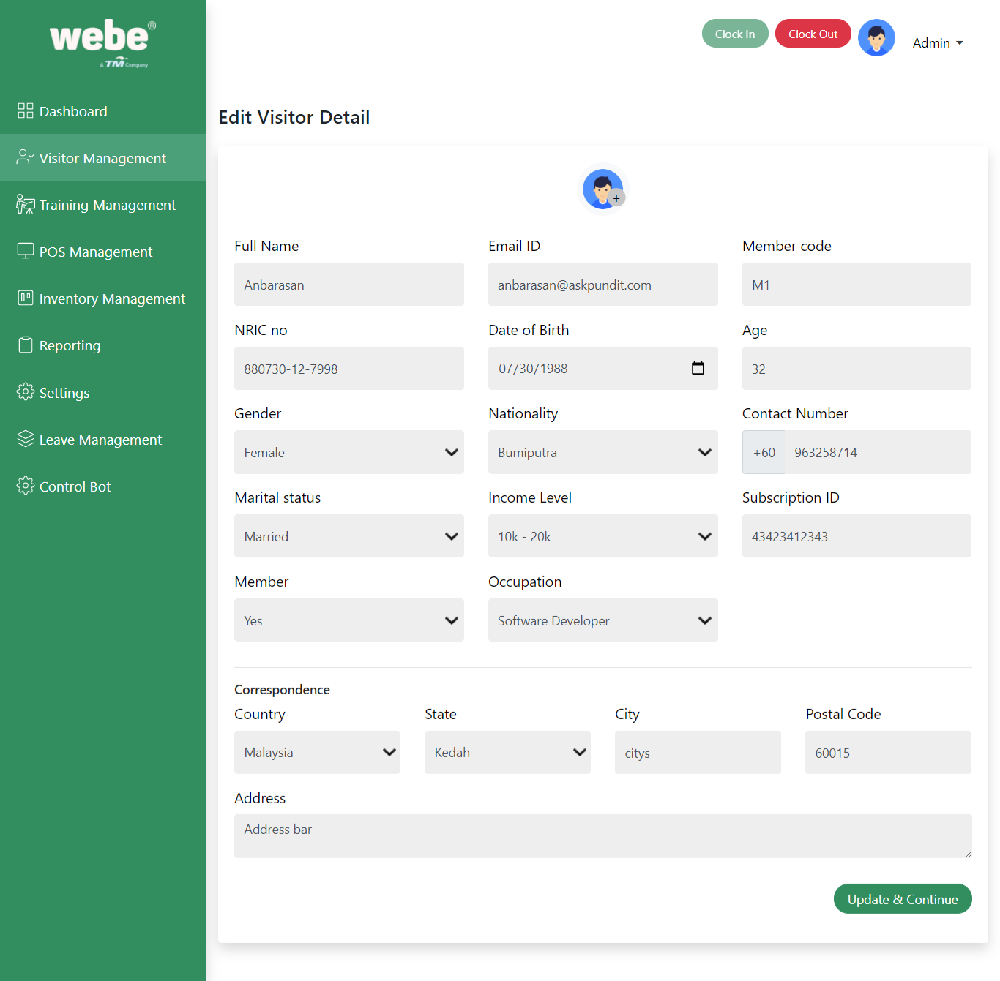 webe®
A TM Company
Clock In
Clock Out
Admin
Dashboard
Visitor Management
Training Management
POS Management
Inventory Management
Reporting
Settings
Leave Management
Control Bot
Edit Visitor Detail
+
Full Name
Email ID
Member code
Anbarasan
anbarasan@askpundit.com
M1
NRIC no
Date of Birth
Age
880730-12-7998
07/30/1988
32
Gender
Nationality
Contact Number
Female
Bumiputra
+60
963258714
Marital status
Income Level
Subscription ID
Married
10k - 20k
43423412343
Member
Occupation
Yes
Software Developer
Correspondence
Country
State
City
Postal Code
Malaysia
Kedah
citys
60015
Address
Address bar
Update & Continue